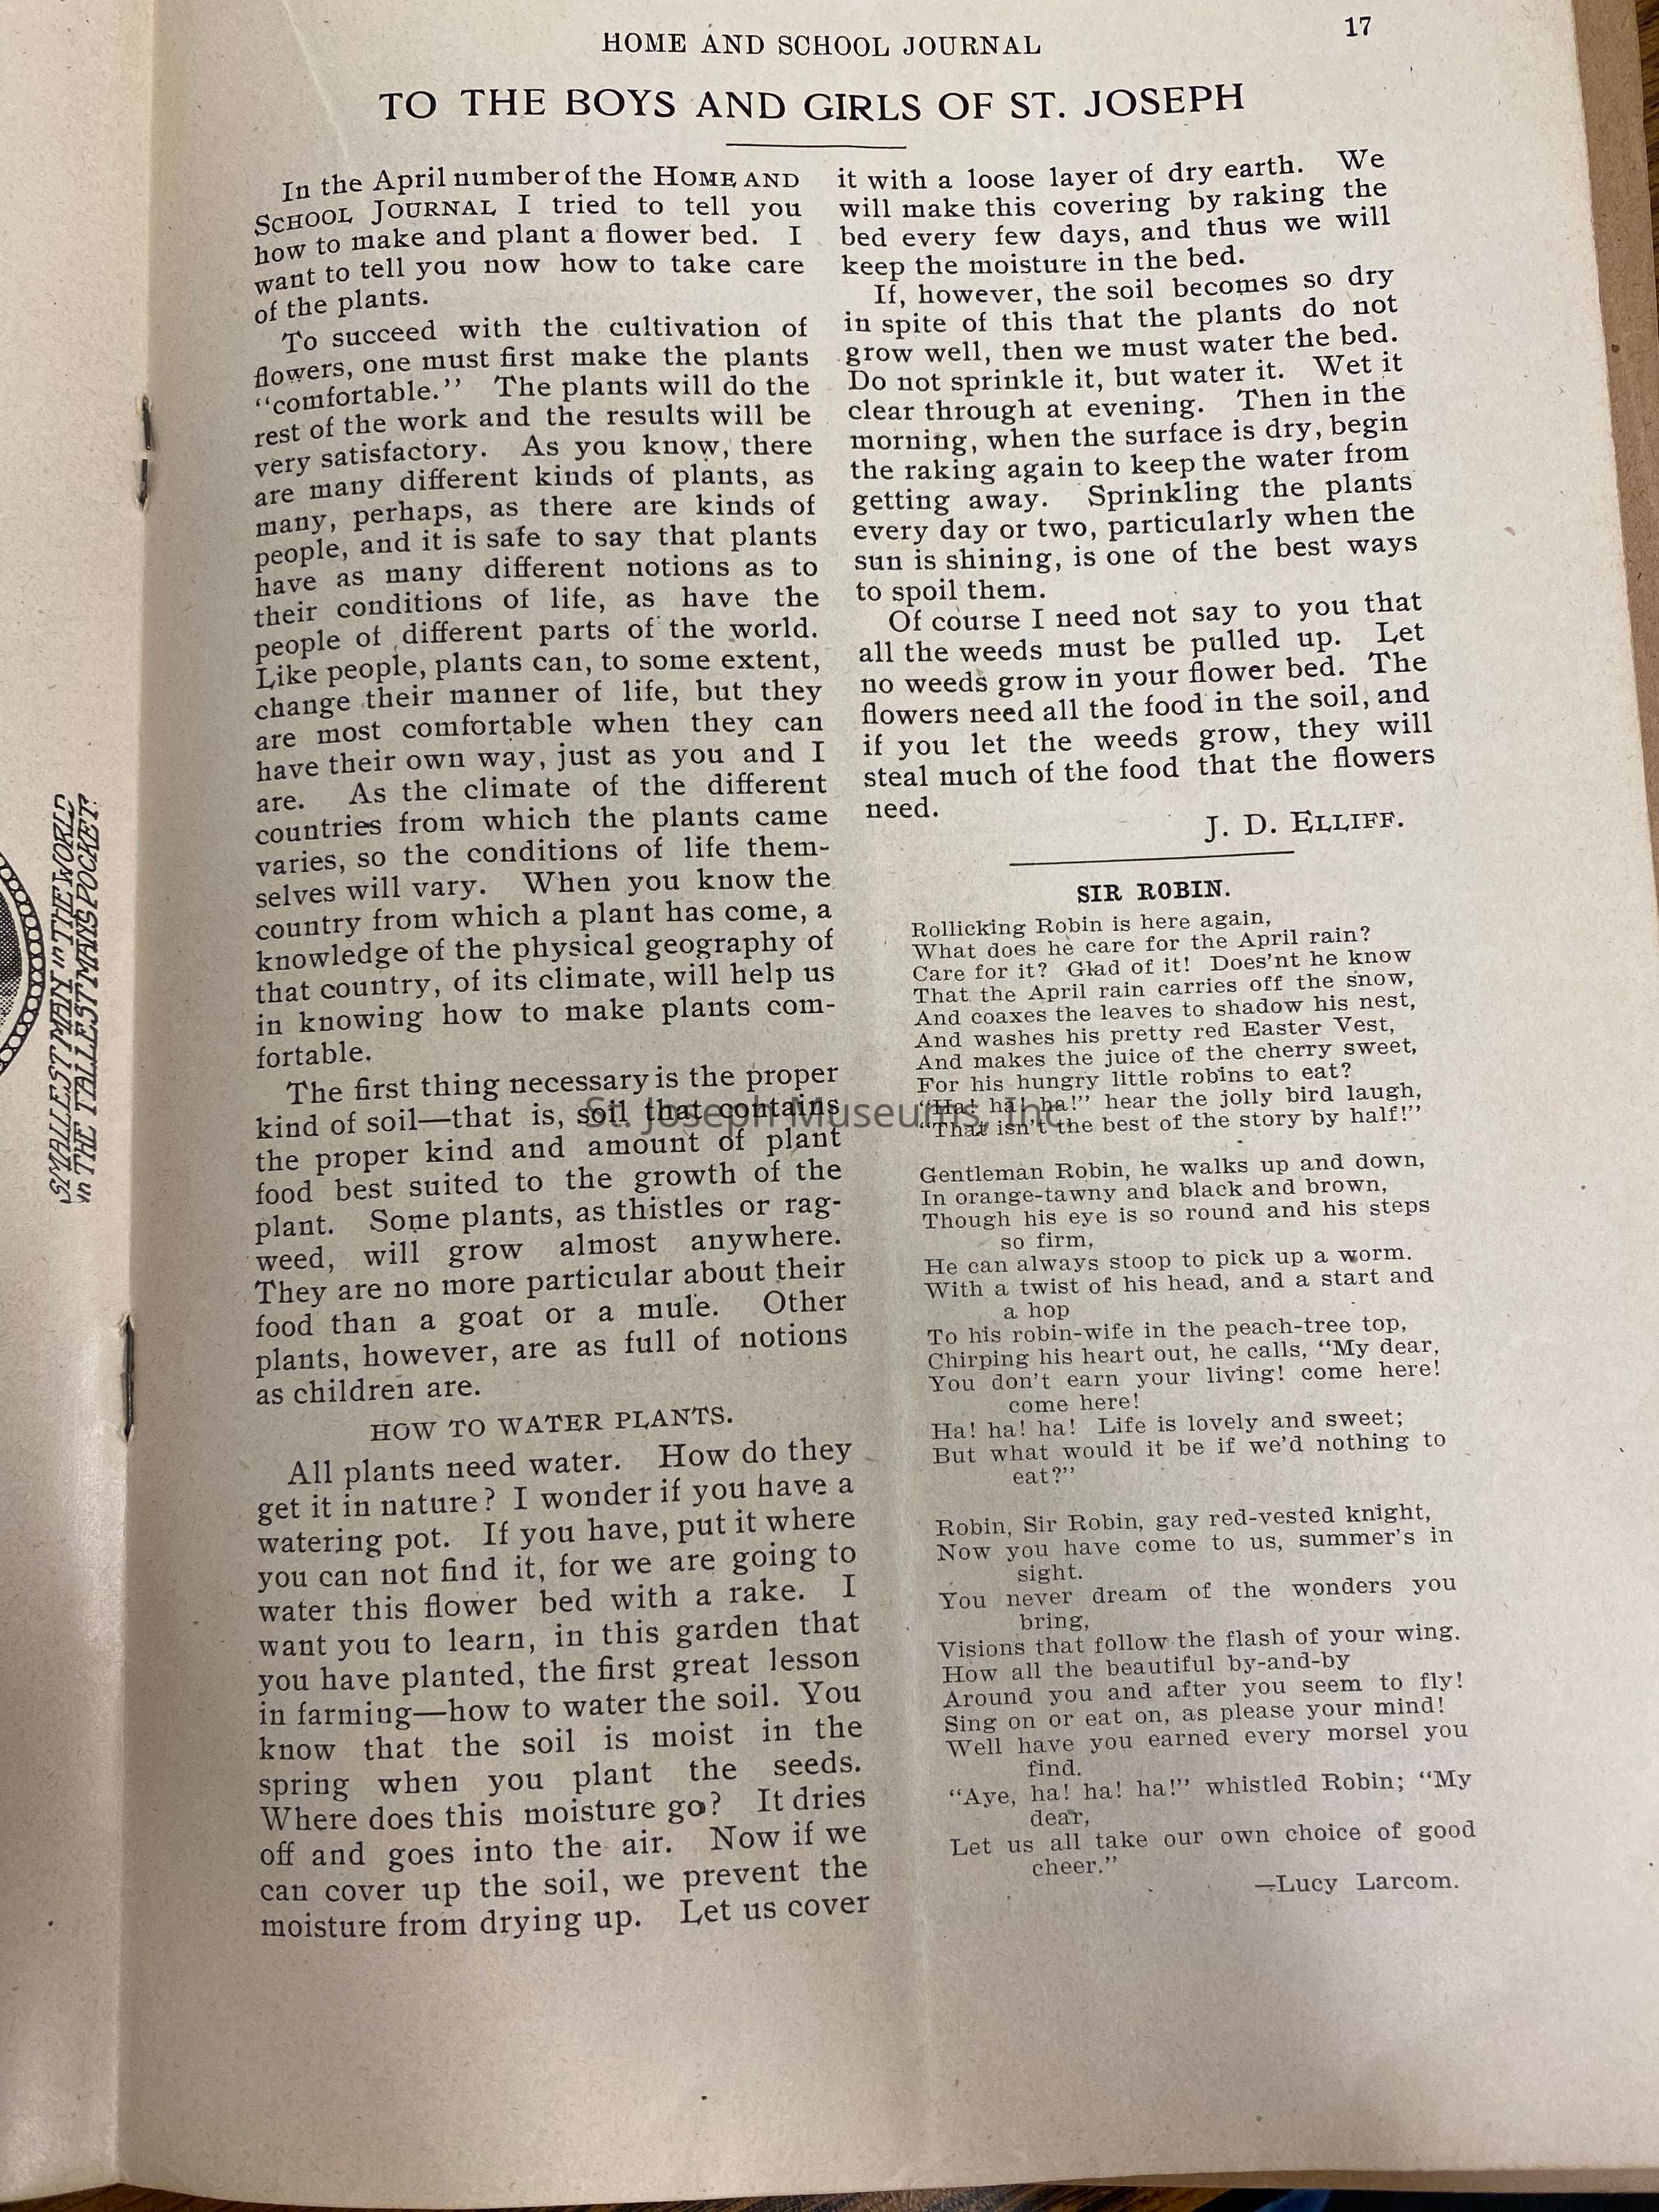 HOME AND SCHOOL JOURNAL
17
TO THE BOYS AND GIRLS OF ST. JOSEPH
In the April number of the HOME AND
SCHOOL JOURNAL I tried to tell you
how to make and plant a flower bed. I
want to tell you now how to take care
of the plants.
To succeed with the cultivation of
flowers, one must first make the plants
“comfortable.” The plants will do the
rest of the work and the results will be
very satisfactory. As you know, there
are many different kinds of plants, as
many, perhaps, as there are kinds of
people, and it is safe to say that plants
have as many different notions as to
their conditions of life, as have the
people of different parts of the world.
Like people, plants can, to some extent,
change their manner of life, but they
are most comfortable when they can
have their own way, just as you and I
are. As the climate of the different
countries from which the plants came
varies, so the conditions of life them-
selves will vary. When you know the
country from which a plant has come, a
knowledge of the physical geography of
that country, of its climate, will help us
in knowing how to make plants com-
fortable.
The first thing necessary is the proper
kind of soil—that is, soil that contains
the proper kind and amount of plant
food best suited to the growth of the
plant. Some plants, as thistles or rag-
weed, will grow almost anywhere.
They are no more particular about their
food than a goat or a mule. Other
plants, however, are as full of notions
as children are.
HOW TO WATER PLANTS.
All plants need water. How do they
get it in nature? I wonder if you have a
watering pot. If you have, put it where
you can not find it, for we are going to
water this flower bed with a rake. I
want you to learn, in this garden that
you have planted, the first great lesson
in farming—how to water the soil. You
know that the soil is moist in the
spring when you plant the seeds.
Where does this moisture go? It dries
off and goes into the air. Now if we
can cover up the soil, we prevent the
moisture from drying up. Let us cover
it with a loose layer of dry earth. We
will make this covering by raking the
bed every few days, and thus we will
keep the moisture in the bed.
If, however, the soil becomes so dry
in spite of this that the plants do not
grow well, then we must water the bed.
Do not sprinkle it, but water it. Wet it
clear through at evening. Then in the
morning, when the surface is dry, begin
the raking again to keep the water from
getting away. Sprinkling the plants
every day or two, particularly when the
sun is shining, is one of the best ways
to spoil them.
Of course I need not say to you that
all the weeds must be pulled up. Let
no weeds grow in your flower bed. The
flowers need all the food in the soil, and
if you let the weeds grow, they will
steal much of the food that the flowers
need.
J. D. ELLIFF.
SIR ROBIN.
Rollicking Robin is here again,
What does he care for the April rain?
Care for it? Glad of it! Does'nt he know
That the April rain carries off the snow,
And coaxes the leaves to shadow his nest,
And washes his pretty red Easter Vest,
And makes the juice of the cherry sweet,
For his hungry little robins to eat?
“Ha! ha! ha!” hear the jolly bird laugh,
“That isn't the best of the story by half!”
Gentleman Robin, he walks up and down,
In orange-tawny and black and brown,
Though his eye is so round and his steps
so firm,
He can always stoop to pick up a worm.
With a twist of his head, and a start and
a hop
To his robin-wife in the peach-tree top,
Chirping his heart out, he calls, “My dear,
You don't earn your living! come here!
come here!
Ha! ha! ha! Life is lovely and sweet;
But what would it be if we'd nothing to
eat?”
Robin, Sir Robin, gay red-vested knight,
Now you have come to us, summer's in
sight.
You never dream of the wonders you
bring,
Visions that follow the flash of your wing.
How all the beautiful by-and-by
Around you and after you seem to fly!
Sing on or eat on, as please your mind!
Well have you earned every morsel you
find.
“Aye, ha! ha! ha!” whistled Robin; “My
dear,
Let us all take our own choice of good
cheer.”
—Lucy Larcom.
SMALLEST MAN in THE WORLD
in THE TALLEST MAN'S POCKET.
St. Joseph Museums, Inc.